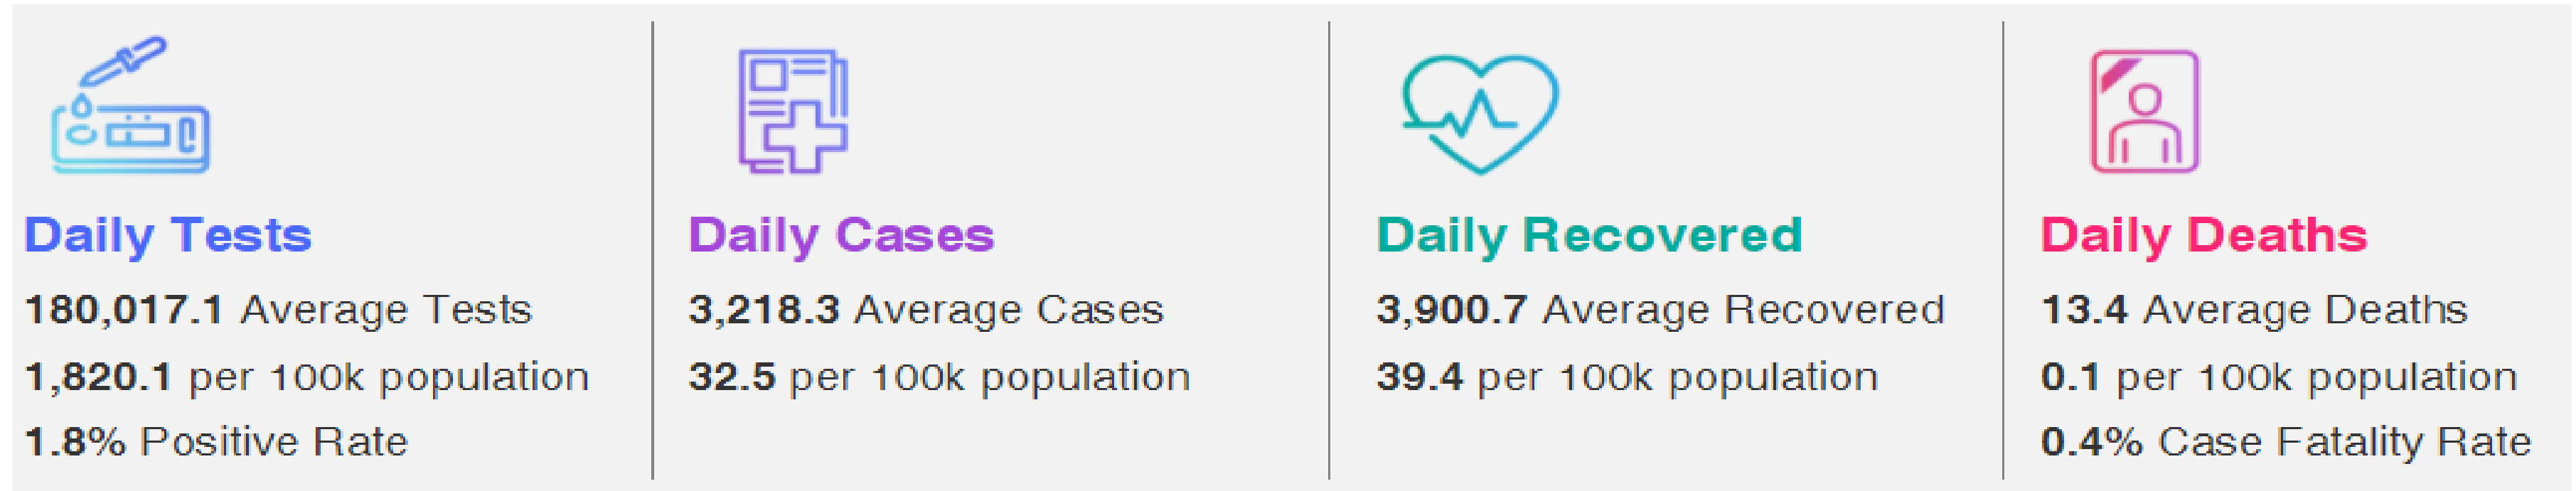 Daily Tests
180,017.1 Average Tests
1,820.1 per 100k population
1.8% Positive Rate
Daily Cases
3,218.3 Average Cases
32.5 per 100k population
Daily Recovered
3,900.7 Average Recovered
39.4 per 100k population
Daily Deaths
13.4 Average Deaths
0.1 per 100k population
0.4% Case Fatality Rate